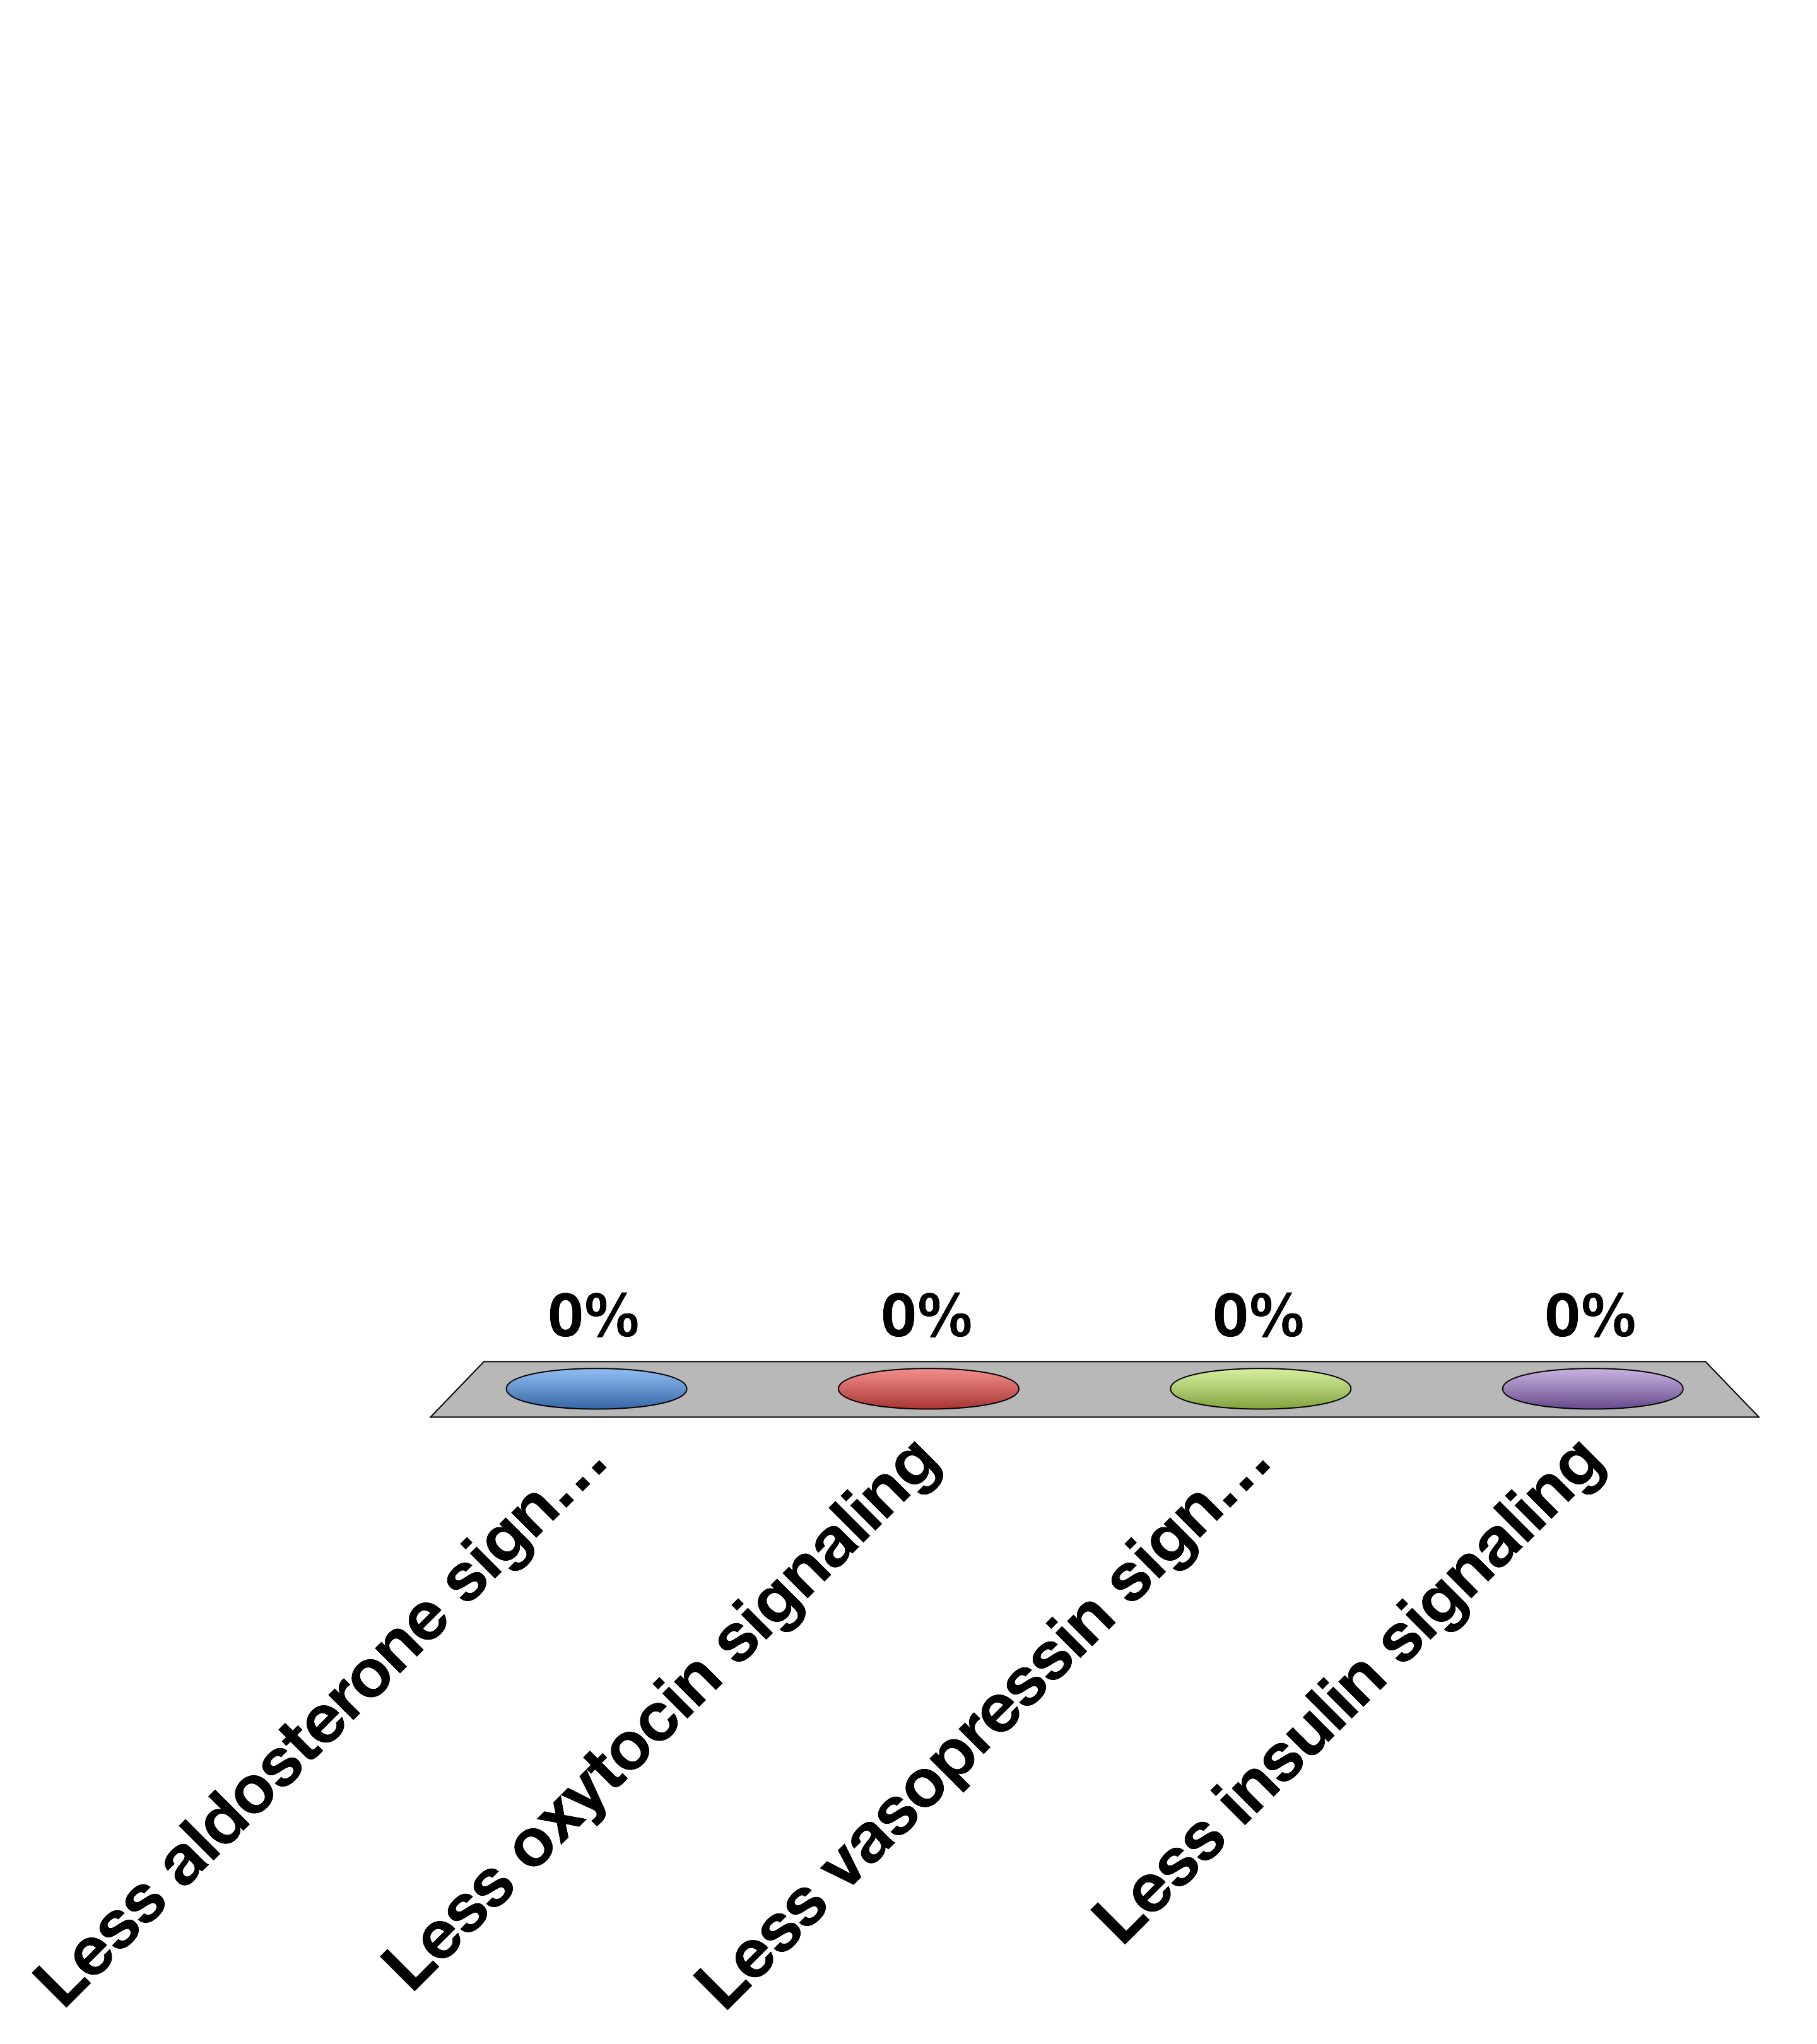 0%
0%
0%
0%
Less aldosterone sign...
Less oxytocin signaling
Less vasopressin sign...
Less insulin signaling